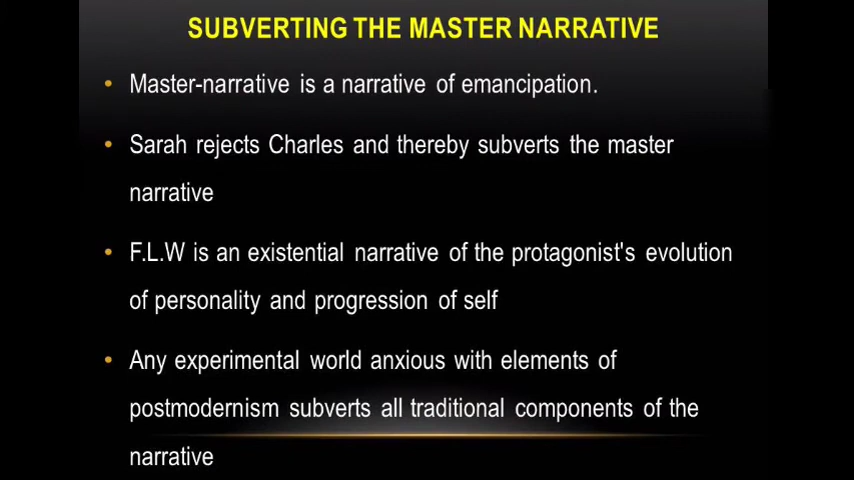 SUBVERTING THE MASTER NARRATIVE
• Master-narrative is a narrative of emancipation.
• Sarah rejects Charles and thereby subverts the master
narrative
• F.L.W is an existential narrative of the protagonist's evolution
of personality and progression of self
• Any experimental world anxious with elements of
postmodernism subverts all traditional components of the
narrative